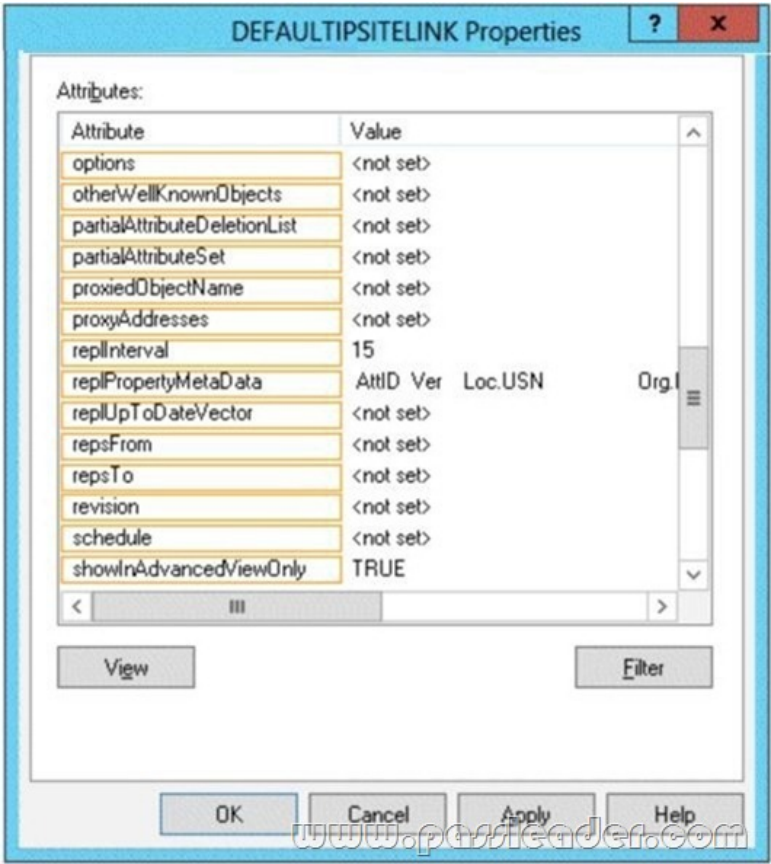 DEFAULTIPSITELINK Properties ? x
Attributes:
Attribute Value
options <not set>
otherWellKnownObjects <not set>
partialAttributeDeletionList <not set>
partialAttributeSet <not set>
proxiedObjectName <not set>
proxyAddresses <not set>
replInterval 15
replPropertyMetaData AttID Ver Loc.USN Org.
replUpToDateVector <not set>
repsFrom <not set>
repsTo <not set>
revision <not set>
schedule <not set>
showInAdvancedViewOnly TRUE
View Filter
OK Cancel Apply Help
www.passleader.com